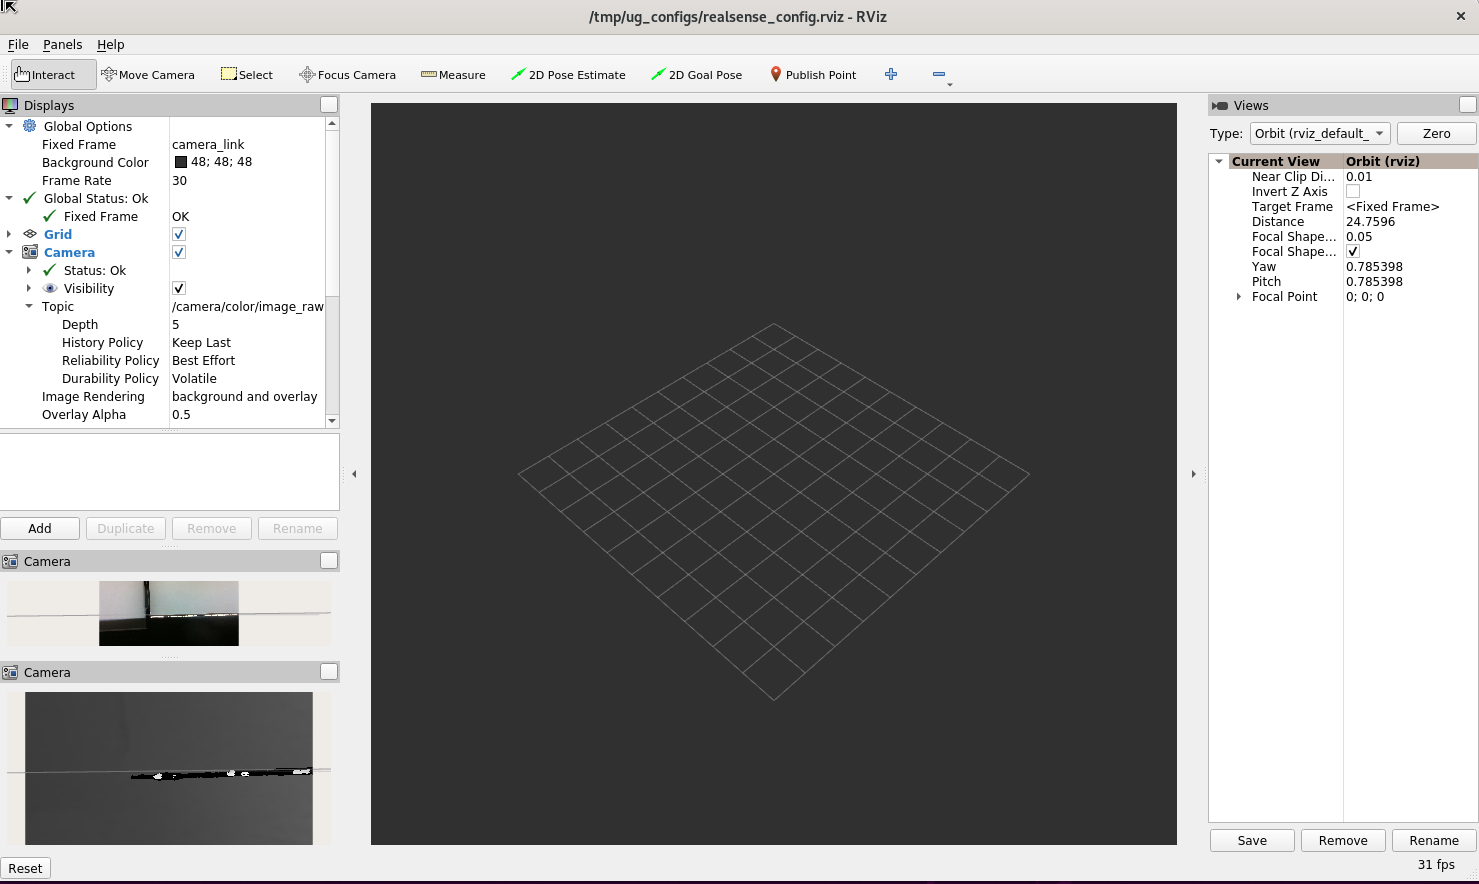 /tmp/ug_configs/realsense_config.rviz - RViz
File Panels Help
Interact Move Camera Select Focus Camera Measure 2D Pose Estimate 2D Goal Pose Publish Point
Displays
Global Options
Fixed Frame camera_link
Background Color 48; 48; 48
Frame Rate 30
Global Status: Ok
Fixed Frame OK
Grid
Camera
Status: Ok
Visibility
Topic /camera/color/image_raw
Depth 5
History Policy Keep Last
Reliability Policy Best Effort
Durability Policy Volatile
Image Rendering background and overlay
Overlay Alpha 0.5
Add Duplicate Remove Rename
Camera
Camera
Reset
Views
Type: Orbit (rviz_default_ Zero
Current View Orbit (rviz)
Near Clip Di... 0.01
Invert Z Axis
Target Frame <Fixed Frame>
Distance 24.7596
Focal Shape... 0.05
Focal Shape...
Yaw 0.785398
Pitch 0.785398
Focal Point 0; 0; 0
Save Remove Rename
31 fps